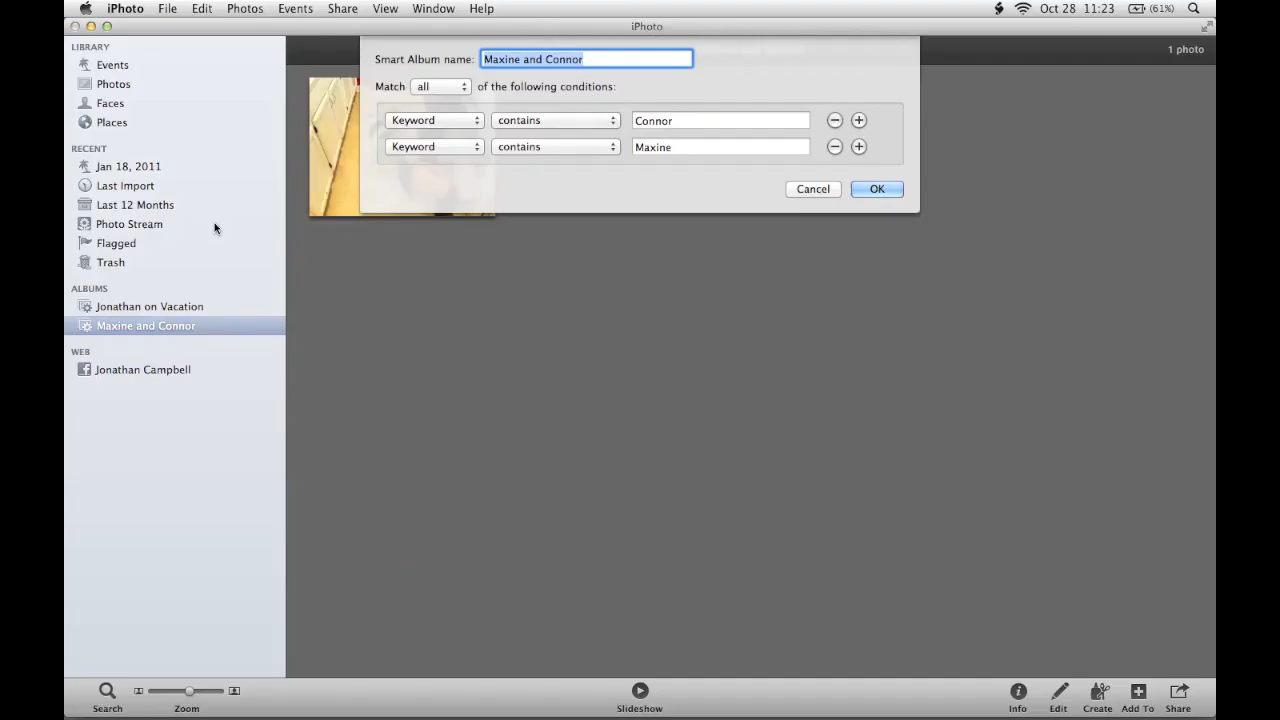 iPhoto File Edit Photos Events Share View Window Help Oct 28 11:23 (61%)
iPhoto
LIBRARY
Events
Photos
Faces
Places
RECENT
Jan 18, 2011
Last Import
Last 12 Months
Photo Stream
Flagged
Trash
ALBUMS
Jonathan on Vacation
Maxine and Connor
WEB
Jonathan Campbell
1 photo
Smart Album name: Maxine and Connor
Match all of the following conditions:
Keyword contains Connor
Keyword contains Maxine
Cancel OK
Search Zoom Slideshow Info Edit Create Add To Share